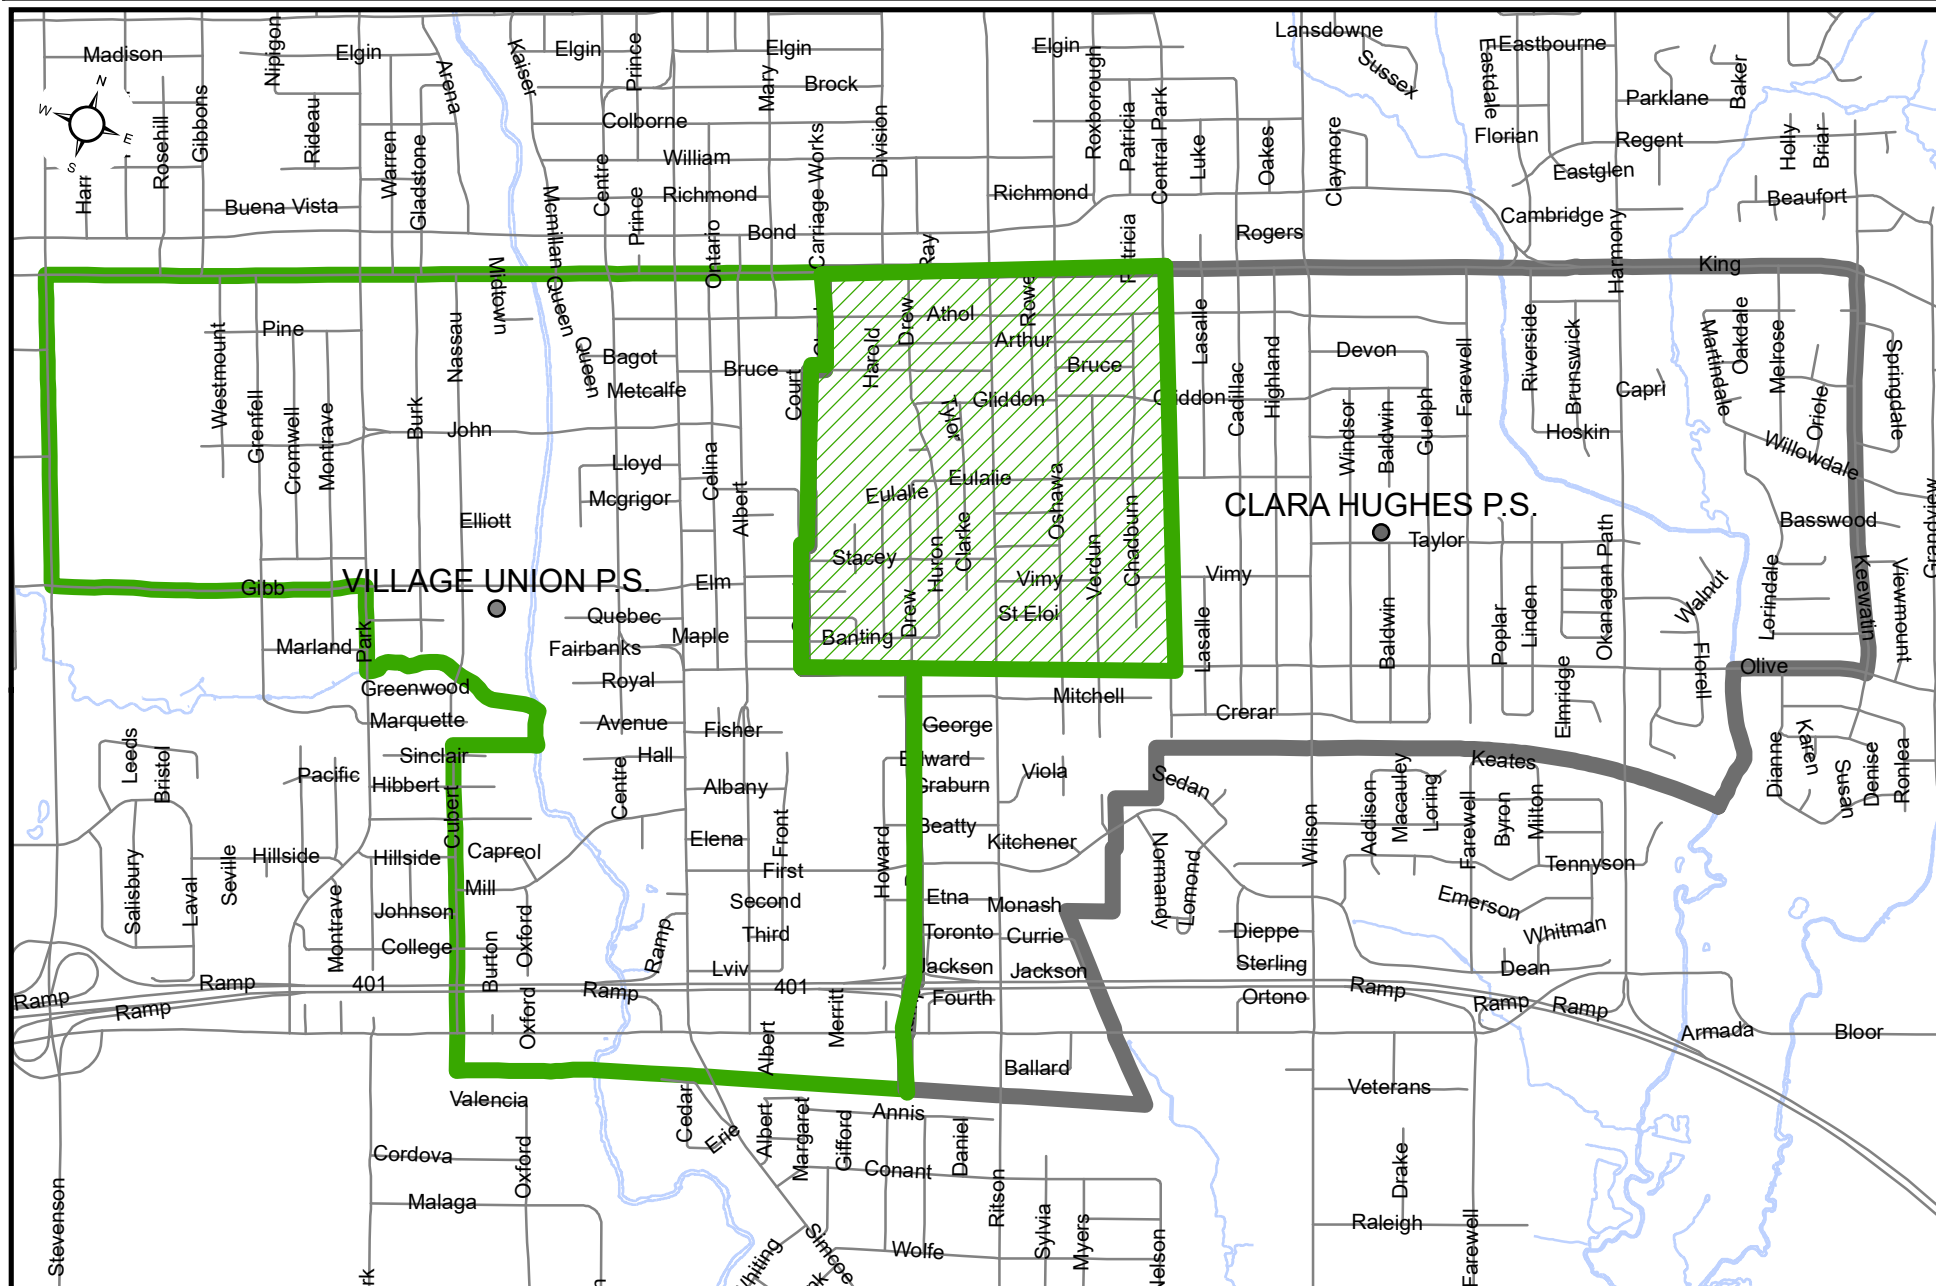 Madison
Nipigon
Elgin
Arena
Kaiser
Elgin
Prince
Elgin
Mary
Brock
Elgin
Roxborough
Lansdowne
Sussex
Eastdale
Eastbourne
Parklane
Baker
N
W
E
S
Rosehill
Gibbons
Rideau
Warren
Gladstone
Colborne
William
Division
Patricia
Central Park
Luke
Oakes
Claymore
Florian
Regent
Holly
Briar
Eastglen
Buena Vista
Mcmillan
Centre
Prince
Richmond
Carriage Works
Richmond
Cambridge
Harmony
Beaufort
Bond
Ontario
Ray
Rogers
King
Midtown
Queen
Queen
Pine
Westmount
Grenfell
Cromwell
Montrave
Burk
Nassau
John
Bagot
Metcalfe
Bruce
Court
Harold
Drew
Athol
Rowe
Arthur
Bruce
Gliddon
Tylor
Lasalle
Cadillac
Highland
Devon
Windsor
Baldwin
Guelph
Farewell
Riverside
Brunswick
Capri
Hoskin
Martindale
Oakdale
Melrose
Oriole
Willowdale
Springdale
Lloyd
Mcgrigor
Celina
Albert
Elliott
Eulalie
Eulalie
Oshawa
Clarke
Huron
Stacey
Verdun
Chadburn
Vimy
St Eloi
Drew
Banting
CLARA HUGHES P.S.
Taylor
Vimy
Lasalle
Baldwin
Poplar
Linden
Okanagan Path
Walnut
Basswood
Lorindale
Keewatin
Viewmount
Grandview
VILLAGE UNION P.S.
Gibb
Elm
Quebec
Maple
Fairbanks
Marland
Park
Greenwood
Royal
Marquette
Avenue
Fisher
Mitchell
George
Crerar
Elmridge
Florell
Olive
Leeds
Bristol
Sinclair
Pacific
Hibbert
Cubert
Hall
Centre
Albany
Front
Viola
Sedan
Keates
Addison
Macauley
Loring
Farewell
Byron
Milton
Dianne
Karen
Susan
Denise
Ronlea
Salisbury
Laval
Seville
Hillside
Hillside
Capreol
Elena
First
Howard
Beatty
Kitchener
Normandy
Lomond
Wilson
Tennyson
Mill
Second
Etna
Monash
Emerson
Montrave
Johnson
College
Burton
Oxford
Ramp
Third
Toronto
Currie
Dieppe
Whitman
Lviv
Jackson
Jackson
Sterling
Dean
Ramp
Ramp
Ramp
401
Ramp
401
Fourth
Ortono
Ramp
Ramp
Ramp
Oxford
Albert
Merritt
Armada
Bloor
Ballard
Valencia
Cedar
Erie
Albert
Margaret
Gifford
Annis
Daniel
Veterans
Cordova
Oxford
Conant
Drake
Malaga
Ritson
Sylvia
Myers
Raleigh
Farewell
Stevenson
Simcoe
Wolfe